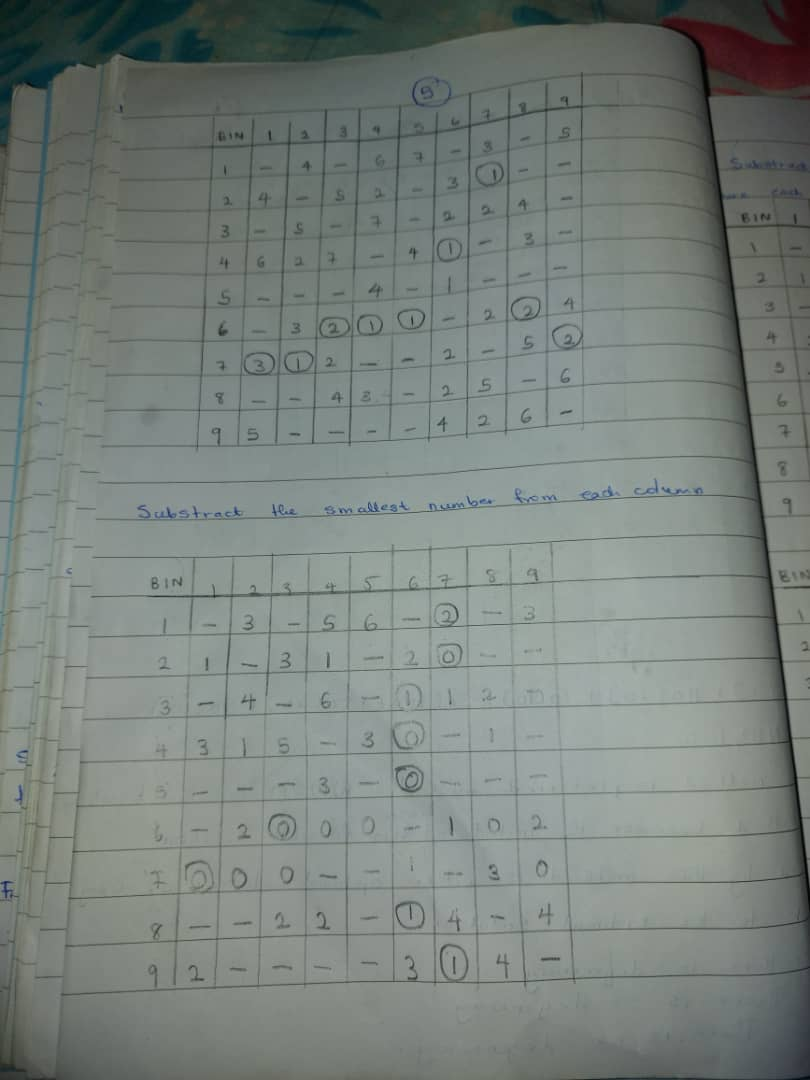 5
BIN 1 2 3 4 5 6 7 8 9
1 - 4 - 6 7 - 3 - 5
2 4 - 5 2 - 3 1 - -
3 - 5 - 7 - 2 2 4 -
4 6 2 7 - 4 1 - 3 -
5 - - - 4 - 1 - - -
6 - 3 2 1 1 - 2 2 4
7 3 1 2 - - 2 - 5 2
8 - - 4 3 - 2 5 - 6
9 5 - - - - 4 2 6 -
Substract the smallest number from each column
BIN 1 2 3 4 5 6 7 8 9
1 - 3 - 5 6 - 2 - 3
2 1 - 3 1 - 2 0 - -
3 - 4 - 6 - 1 1 2 -
4 3 1 5 - 3 0 - 1 -
5 - - - 3 - 0 - - -
6 - 2 0 0 0 - 1 0 2
7 0 0 0 - - 1 - 3 0
8 - - 2 2 - 1 4 - 4
9 2 - - - - 3 1 4 -
Substrac
each
BIN 1
1 -
2 1
3 -
4
5
6
7
8
9
BIN
1
2